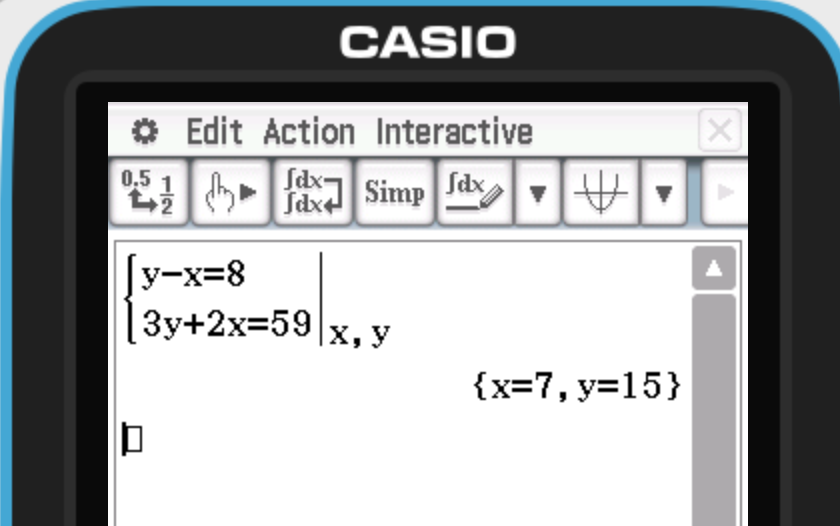 CASIO
Edit Action Interactive
0.5 1/2 ∫dx ∫dx Simp ∫dx
y−x=8
3y+2x=59
x, y
{x=7, y=15}